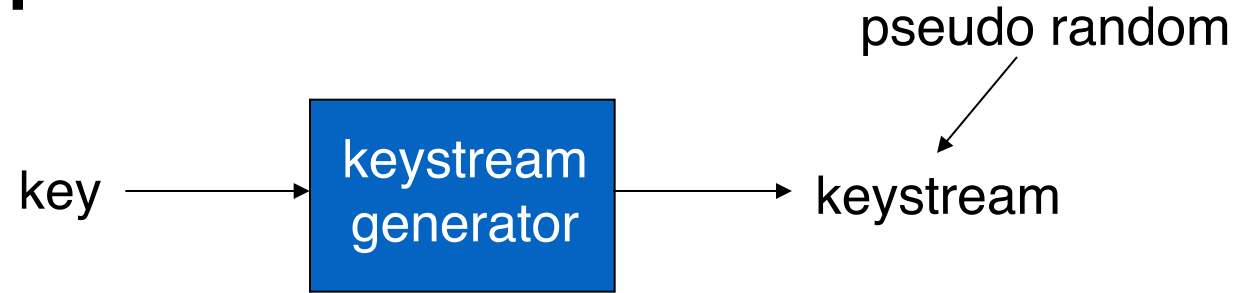 pseudo random
key
keystream
generator
keystream